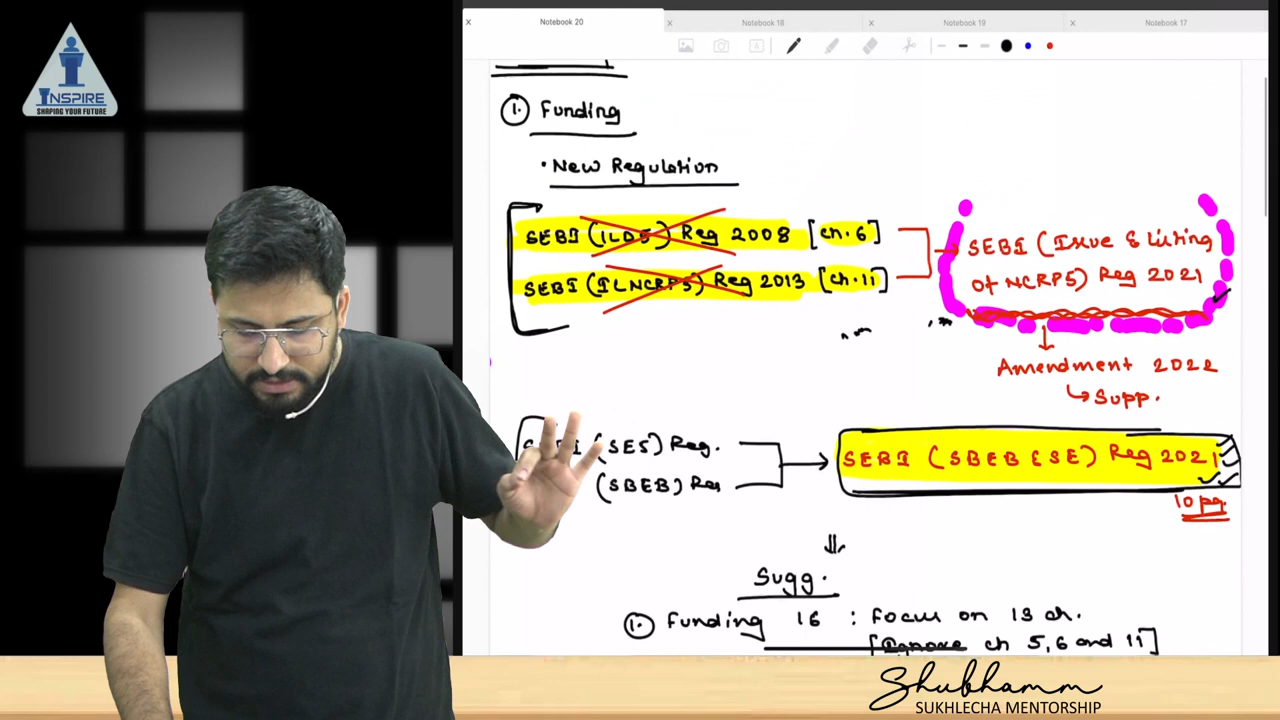 Notebook 20
Notebook 18
Notebook 19
Notebook 17
INSPIRE
SHAPING YOUR FUTURE
1. Funding
• New Regulation
SEBI (ILDS) Reg 2008 [ch. 6]
SEBI (ILNCRPS) Reg 2013 [ch. 11]
SEBI (Issue & Listing
of NCRPS) Reg 2021
Amendment 2022
Supp.
(SES) Reg.
(SBEB) Reg
SEBI (SBEB & SE) Reg 2021
10 pg.
Sugg.
1. Funding 16 : Focus on 13 ch.
[Ignore ch 5, 6 and 11]
Shubhamm
SUKHLECHA MENTORSHIP